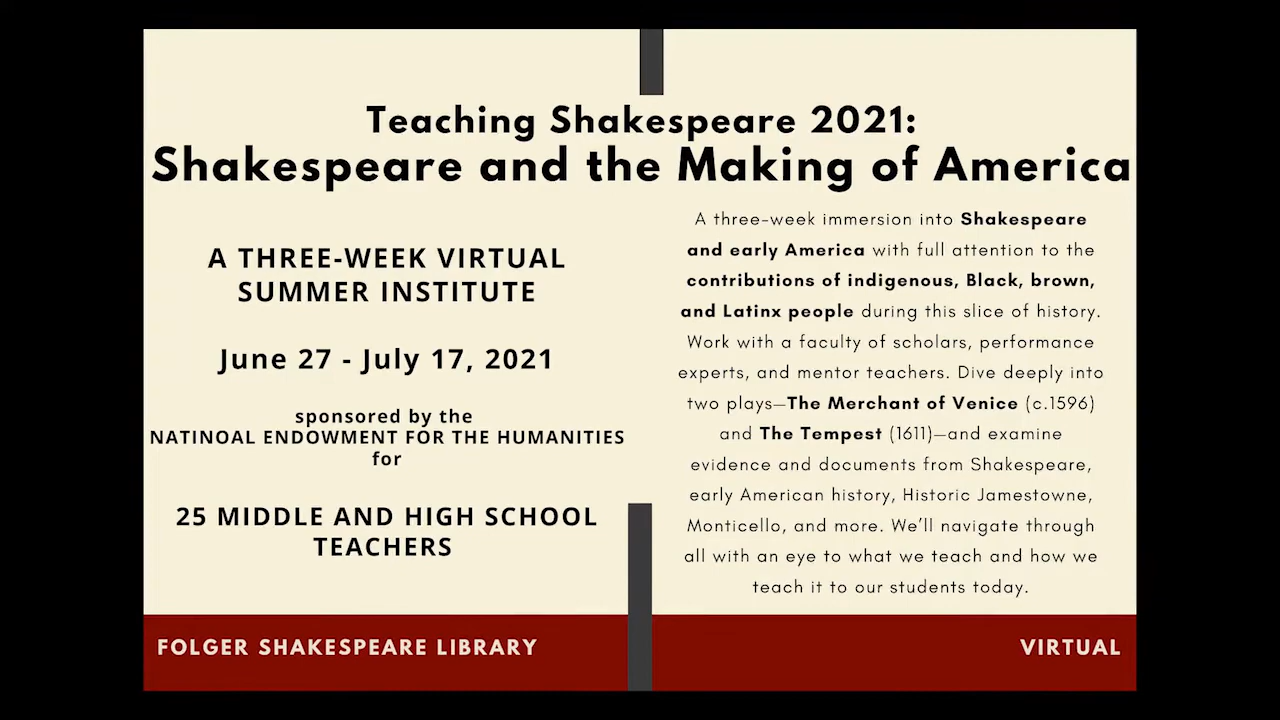 Teaching Shakespeare 2021:
Shakespeare and the Making of America
A THREE-WEEK VIRTUAL
SUMMER INSTITUTE
June 27 - July 17, 2021
sponsored by the
NATINOAL ENDOWMENT FOR THE HUMANITIES
for
25 MIDDLE AND HIGH SCHOOL
TEACHERS
A three-week immersion into Shakespeare
and early America with full attention to the
contributions of indigenous, Black, brown,
and Latinx people during this slice of history.
Work with a faculty of scholars, performance
experts, and mentor teachers. Dive deeply into
two plays—The Merchant of Venice (c.1596)
and The Tempest (1611)—and examine
evidence and documents from Shakespeare,
early American history, Historic Jamestowne,
Monticello, and more. We'll navigate through
all with an eye to what we teach and how we
teach it to our students today.
FOLGER SHAKESPEARE LIBRARY
VIRTUAL